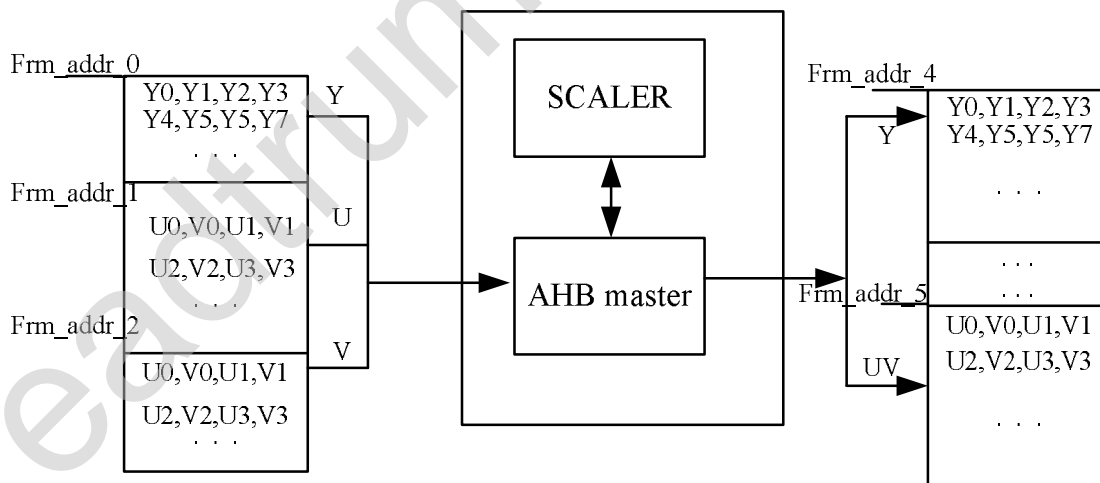 Frm_addr_0
Y0,Y1,Y2,Y3
Y4,Y5,Y5,Y7
. . .
Y
Frm_addr_1
U0,V0,U1,V1
U2,V2,U3,V3
. . .
U
Frm_addr_2
U0,V0,U1,V1
U2,V2,U3,V3
. . .
V
SCALER
AHB master
Frm_addr_4
Y
Y0,Y1,Y2,Y3
Y4,Y5,Y5,Y7
. . .
. . .
. . .
Frm_addr_5
UV
U0,V0,U1,V1
U2,V2,U3,V3
. . .
eadtrum